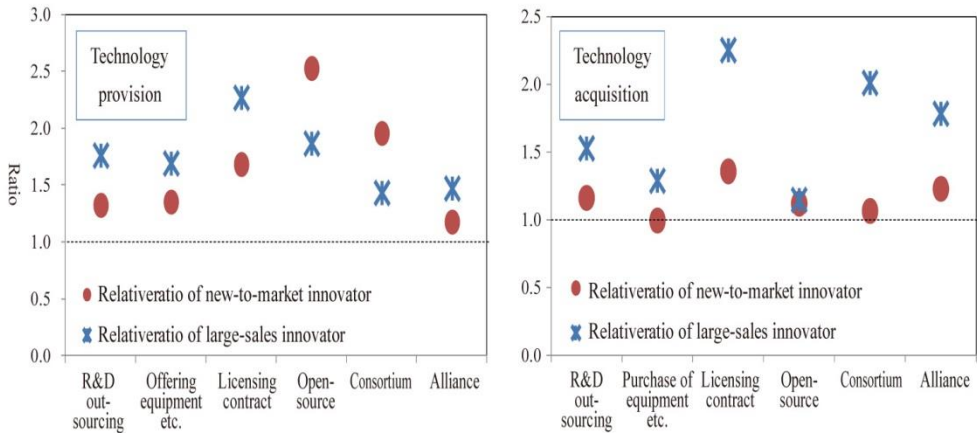 3.0
2.5
2.0
1.5
1.0
0.5
0.0
Ratio
Technology
provision
Relativeratio of new-to-market innovator
Relativeratio of large-sales innovator
R&D
out-
sourcing
Offering
equipment
etc.
Licensing
contract
Open-
source
Consortium
Alliance
2.5
2.0
1.5
1.0
0.5
0.0
Technology
acquisition
Relativeratio of new-to-market innovator
Relativeratio of large-sales innovator
R&D
out-
sourcing
Purchase of
equipment
etc.
Licensing
contract
Open-
source
Consortium
Alliance